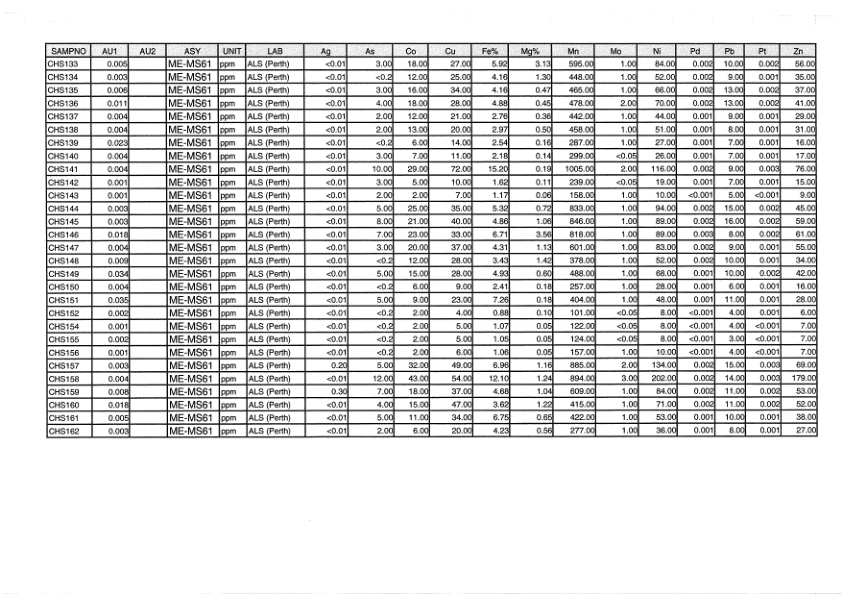 SAMPNO AU1 AU2 ASY UNIT LAB Ag As Co Cu Fe% Mg% Mn Mo Ni Pd Pb Pt Zn
CHS133 0.005 ME-MS61 ppm ALS (Perth) <0.01 3.00 18.00 27.00 5.92 3.13 595.00 1.00 84.00 0.002 10.00 0.002 56.00
CHS134 0.003 ME-MS61 ppm ALS (Perth) <0.01 <0.2 12.00 25.00 4.16 1.30 448.00 1.00 52.00 0.002 9.00 0.001 35.00
CHS135 0.006 ME-MS61 ppm ALS (Perth) <0.01 3.00 16.00 34.00 4.16 0.47 465.00 1.00 66.00 0.002 13.00 0.002 37.00
CHS136 0.011 ME-MS61 ppm ALS (Perth) <0.01 4.00 18.00 28.00 4.88 0.45 478.00 2.00 70.00 0.002 13.00 0.002 41.00
CHS137 0.004 ME-MS61 ppm ALS (Perth) <0.01 2.00 12.00 21.00 2.76 0.36 442.00 1.00 44.00 0.001 9.00 0.001 29.00
CHS138 0.004 ME-MS61 ppm ALS (Perth) <0.01 2.00 13.00 20.00 2.97 0.50 458.00 1.00 51.00 0.001 8.00 0.001 31.00
CHS139 0.023 ME-MS61 ppm ALS (Perth) <0.01 <0.2 6.00 14.00 2.54 0.16 287.00 1.00 27.00 0.001 7.00 0.001 16.00
CHS140 0.004 ME-MS61 ppm ALS (Perth) <0.01 3.00 7.00 11.00 2.18 0.14 299.00 <0.05 26.00 0.001 7.00 0.001 17.00
CHS141 0.004 ME-MS61 ppm ALS (Perth) <0.01 10.00 29.00 72.00 15.20 0.19 1005.00 2.00 116.00 0.002 9.00 0.003 76.00
CHS142 0.001 ME-MS61 ppm ALS (Perth) <0.01 3.00 5.00 10.00 1.62 0.11 239.00 <0.05 19.00 0.001 7.00 0.001 15.00
CHS143 0.001 ME-MS61 ppm ALS (Perth) <0.01 2.00 2.00 7.00 1.17 0.06 158.00 1.00 10.00 <0.001 5.00 <0.001 9.00
CHS144 0.003 ME-MS61 ppm ALS (Perth) <0.01 5.00 25.00 35.00 5.32 0.72 833.00 1.00 94.00 0.002 15.00 0.002 45.00
CHS145 0.003 ME-MS61 ppm ALS (Perth) <0.01 8.00 21.00 40.00 4.86 1.06 846.00 1.00 89.00 0.002 16.00 0.002 59.00
CHS146 0.018 ME-MS61 ppm ALS (Perth) <0.01 7.00 23.00 33.00 6.71 3.56 818.00 1.00 89.00 0.003 8.00 0.002 61.00
CHS147 0.004 ME-MS61 ppm ALS (Perth) <0.01 3.00 20.00 37.00 4.31 1.13 601.00 1.00 83.00 0.002 9.00 0.001 55.00
CHS148 0.009 ME-MS61 ppm ALS (Perth) <0.01 <0.2 12.00 28.00 3.43 1.42 378.00 1.00 52.00 0.002 10.00 0.001 34.00
CHS149 0.034 ME-MS61 ppm ALS (Perth) <0.01 5.00 15.00 28.00 4.93 0.60 488.00 1.00 68.00 0.001 10.00 0.002 42.00
CHS150 0.004 ME-MS61 ppm ALS (Perth) <0.01 <0.2 6.00 9.00 2.41 0.18 257.00 1.00 28.00 0.001 6.00 0.001 16.00
CHS151 0.035 ME-MS61 ppm ALS (Perth) <0.01 5.00 9.00 23.00 7.26 0.18 404.00 1.00 48.00 0.001 11.00 0.001 28.00
CHS152 0.002 ME-MS61 ppm ALS (Perth) <0.01 <0.2 2.00 4.00 0.88 0.10 101.00 <0.05 8.00 <0.001 4.00 0.001 6.00
CHS154 0.001 ME-MS61 ppm ALS (Perth) <0.01 <0.2 2.00 5.00 1.07 0.05 122.00 <0.05 8.00 <0.001 4.00 <0.001 7.00
CHS155 0.002 ME-MS61 ppm ALS (Perth) <0.01 <0.2 2.00 5.00 1.05 0.05 124.00 <0.05 8.00 <0.001 3.00 <0.001 7.00
CHS156 0.001 ME-MS61 ppm ALS (Perth) <0.01 <0.2 2.00 6.00 1.06 0.05 157.00 1.00 10.00 <0.001 4.00 <0.001 7.00
CHS157 0.003 ME-MS61 ppm ALS (Perth) 0.20 5.00 32.00 49.00 6.96 1.16 885.00 2.00 134.00 0.002 15.00 0.003 69.00
CHS158 0.004 ME-MS61 ppm ALS (Perth) <0.01 12.00 43.00 54.00 12.10 1.24 894.00 3.00 202.00 0.002 14.00 0.003 179.00
CHS159 0.008 ME-MS61 ppm ALS (Perth) 0.30 7.00 18.00 37.00 4.68 1.04 609.00 1.00 84.00 0.002 11.00 0.002 53.00
CHS160 0.018 ME-MS61 ppm ALS (Perth) <0.01 4.00 15.00 47.00 3.62 1.22 415.00 1.00 71.00 0.002 11.00 0.002 52.00
CHS161 0.005 ME-MS61 ppm ALS (Perth) <0.01 5.00 11.00 34.00 6.75 0.65 422.00 1.00 53.00 0.001 10.00 0.001 38.00
CHS162 0.003 ME-MS61 ppm ALS (Perth) <0.01 2.00 6.00 20.00 4.23 0.56 277.00 1.00 36.00 0.001 8.00 0.001 27.00